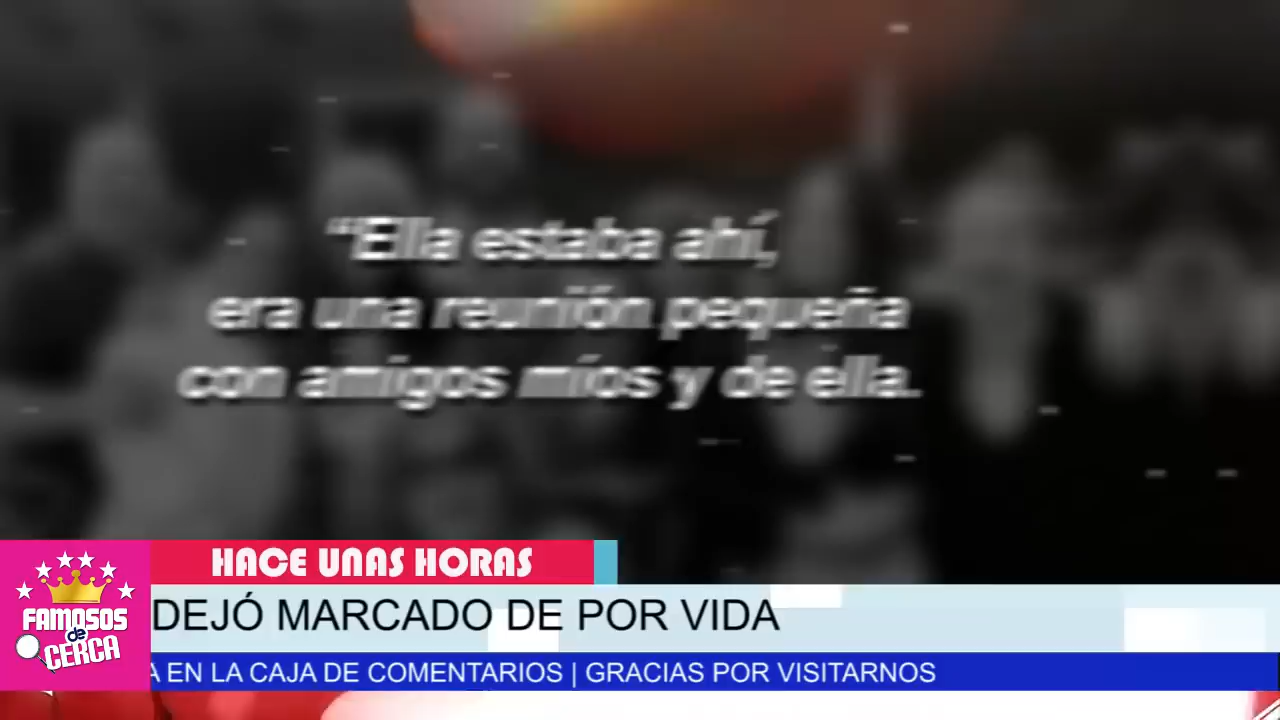 “Ella estaba ahí,
era una reunión pequeña
con amigos míos y de ella.
HACE UNAS HORAS
DEJÓ MARCADO DE POR VIDA
FAMOSOS
de
CERCA
A EN LA CAJA DE COMENTARIOS | GRACIAS POR VISITARNOS